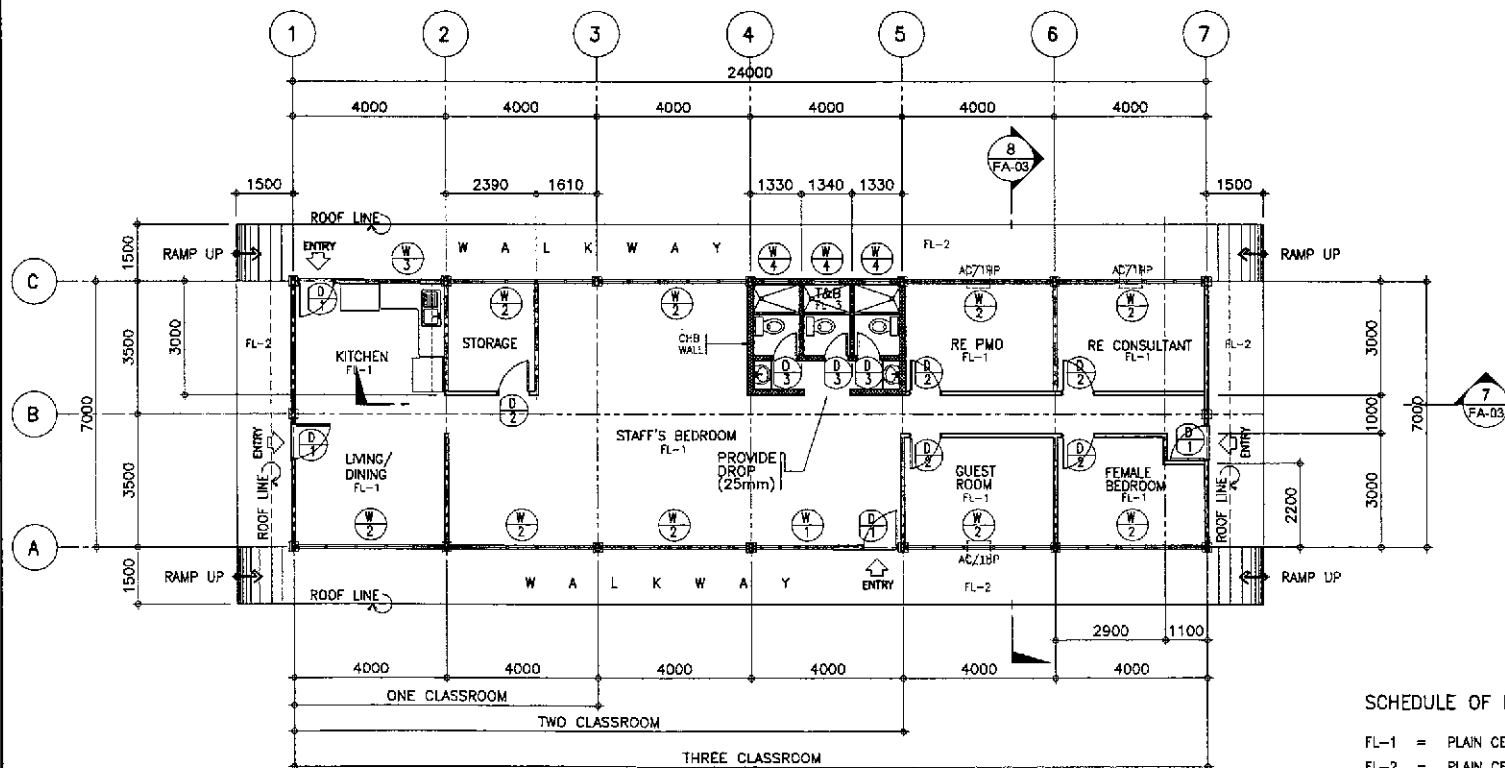 1 2 3 4 5 6 7
24000
4000 4000 4000 4000 4000 4000
8
FA-03
1500 2390 1610 1330 1340 1330 1500
ROOF LINE
1500
RAMP UP
ENTRY
W 3
W A L K W A Y
W 4
W 4
W 4
FL-2
RAMP UP
C
AC/1HP
AC/1HP
D 1
W 2
W 2
T&B
W 2
W 2
3500
3000
FL-2
KITCHEN
FL-1
STORAGE
CHB
WALL
RE PMO
FL-1
RE CONSULTANT
FL-1
FL-2
3000
D 3
D 3
D 3
D 2
D 2
D 2
7
FA-03
B
7000
1000
7000
ENTRY
D 1
STAFF'S BEDROOM
FL-1
PROVIDE
DROP
(25mm)
D 1
ENTRY
LIVING/
DINING
FL-1
GUEST
ROOM
FL-1
FEMALE
BEDROOM
FL-1
3500
ROOF LINE
W 2
W 2
W 2
W 1
D 1
W 2
W 2
2200
3000
ROOF LINE
A
AC/1HP
1500
RAMP UP
W A L K W A Y
ENTRY
FL-2
RAMP UP
ROOF LINE
2900 1100
4000 4000 4000 4000 4000 4000
ONE CLASSROOM
TWO CLASSROOM
THREE CLASSROOM
SCHEDULE OF
FL-1 = PLAIN CE
FL-2 = PLAIN CE